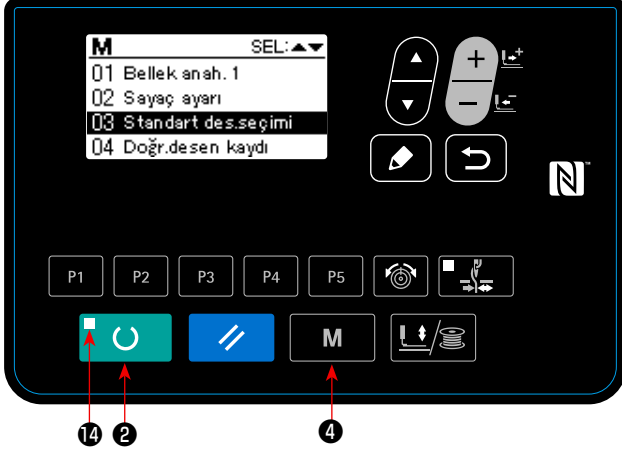 M SEL:▲▼
01 Bellek anah. 1
02 Sayaç ayarı
03 Standart des.seçimi
04 Doğr.desen kaydı
P1 P2 P3 P4 P5
M
⓮ ❷ ❹